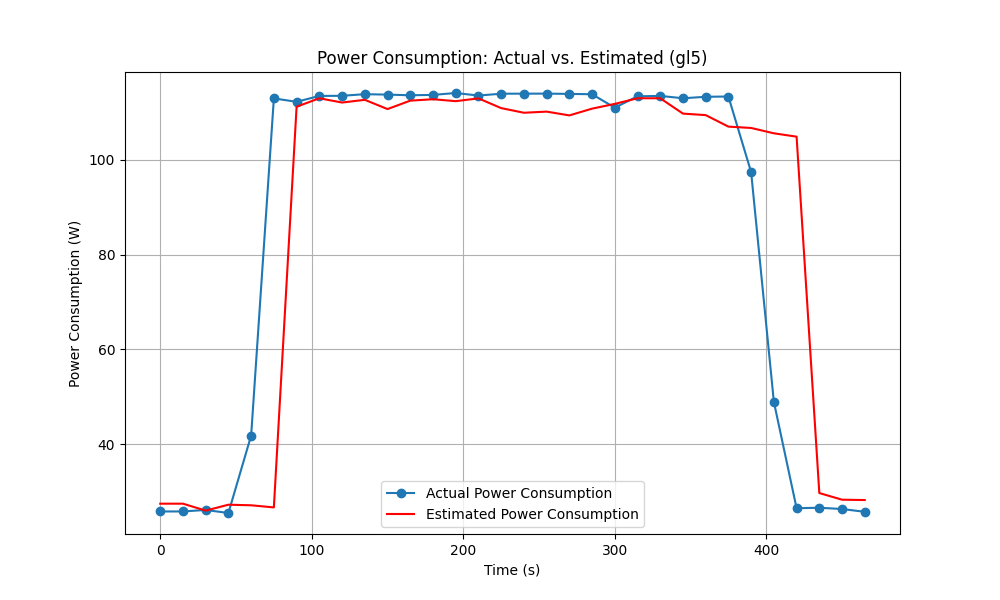 Power Consumption: Actual vs. Estimated (gl5)
Power Consumption (W)
100
80
60
40
Actual Power Consumption
Estimated Power Consumption
0
100
200
300
400
Time (s)